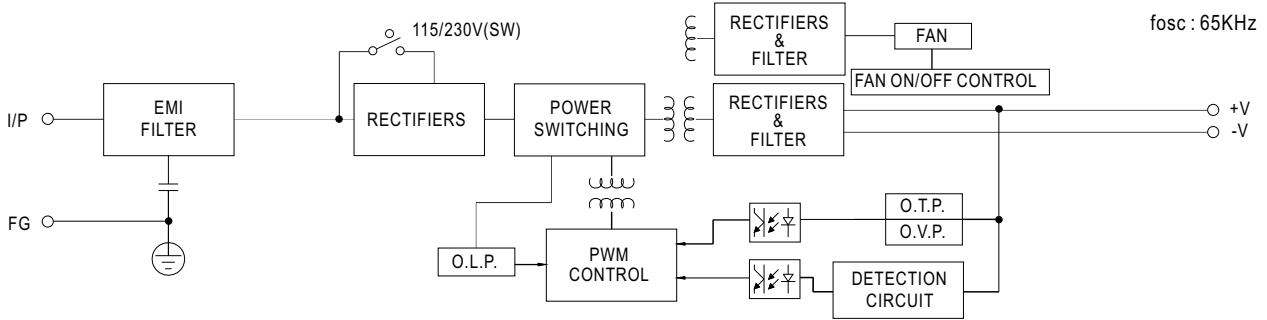 fosc : 65KHz
115/230V(SW)
RECTIFIERS
&
FILTER
FAN
FAN ON/OFF CONTROL
I/P
EMI
FILTER
RECTIFIERS
POWER
SWITCHING
RECTIFIERS
&
FILTER
+V
-V
FG
O.L.P.
PWM
CONTROL
O.T.P.
O.V.P.
DETECTION
CIRCUIT